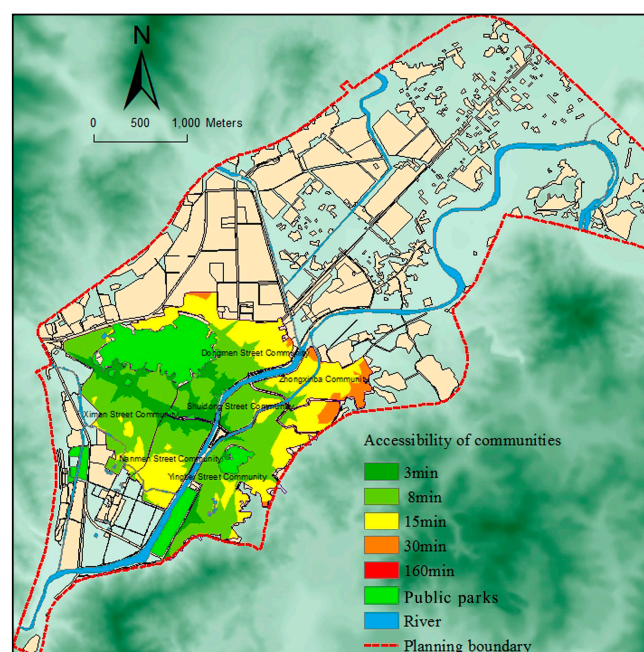 N
0 500 1,000 Meters
Dongmen Street Community
Zhongxinba Community
Shuidong Street Community
Ximen Street Community
Nanmen Street Community
Yingbei Street Community
Accessibility of communities
3min
8min
15min
30min
160min
Public parks
River
Planning boundary